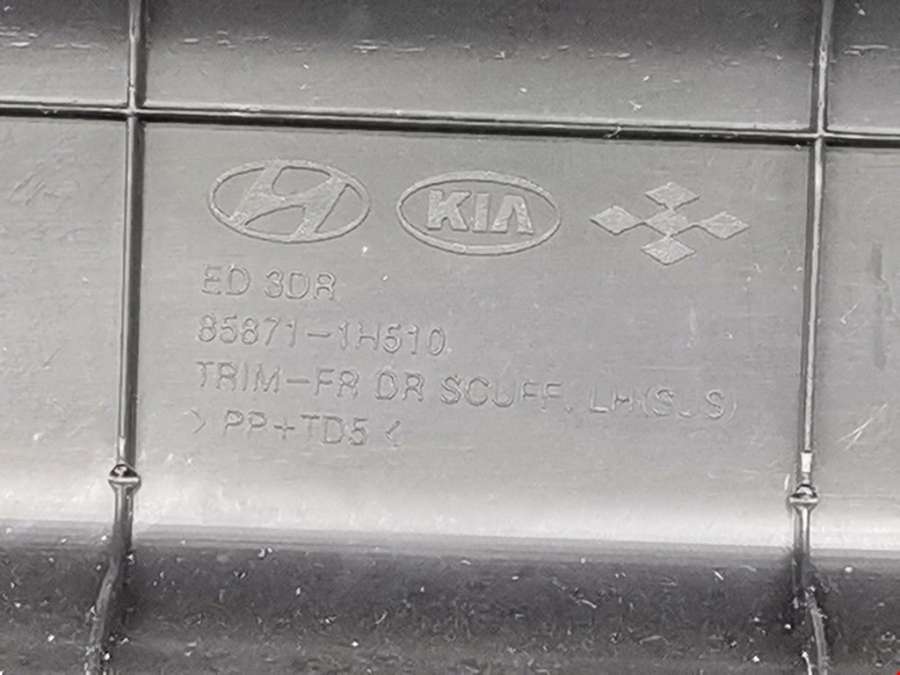 KIA
ED 3DR
85871-1H510
TRIM-FR DR SCUFF, LH(SUS)
>PP+TD5<